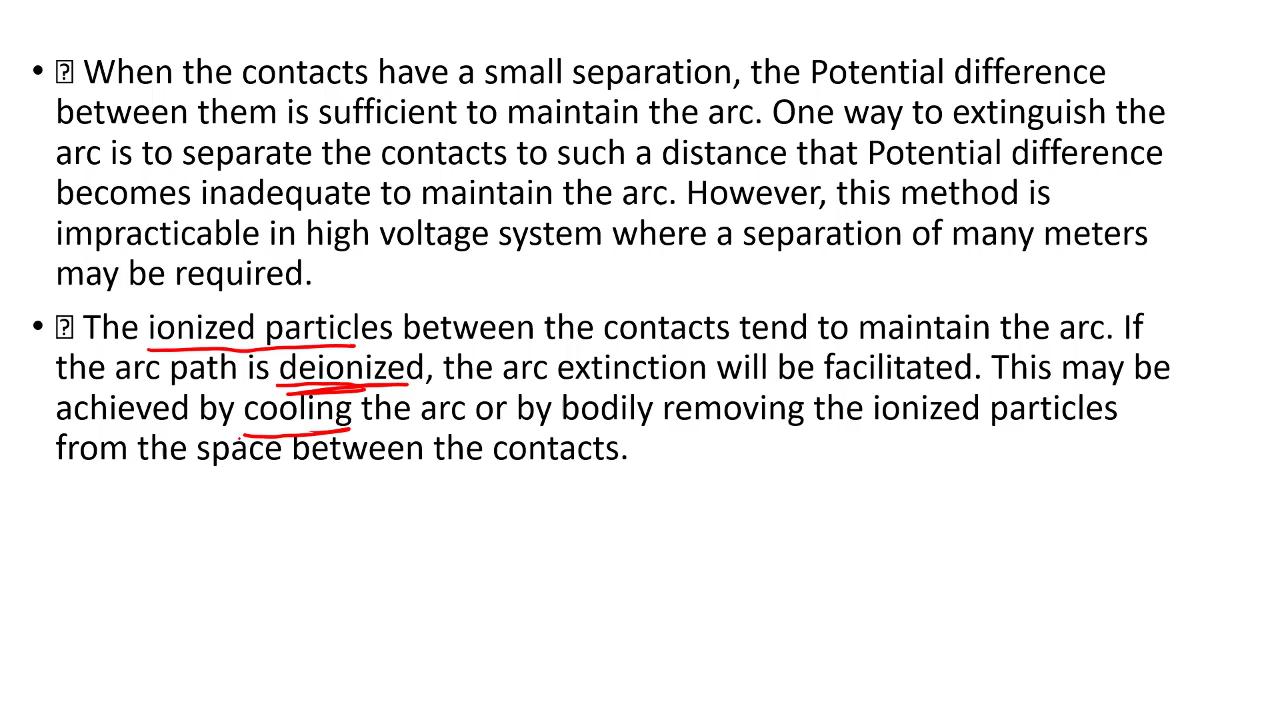 • ⍰ When the contacts have a small separation, the Potential difference
between them is sufficient to maintain the arc. One way to extinguish the
arc is to separate the contacts to such a distance that Potential difference
becomes inadequate to maintain the arc. However, this method is
impracticable in high voltage system where a separation of many meters
may be required.
• ⍰ The ionized particles between the contacts tend to maintain the arc. If
the arc path is deionized, the arc extinction will be facilitated. This may be
achieved by cooling the arc or by bodily removing the ionized particles
from the space between the contacts.